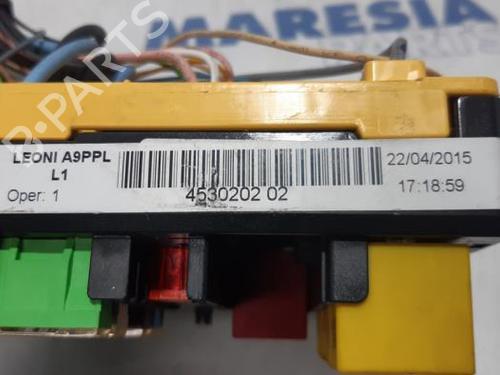 MARESIA
PARTS
LEONI A9PPL
L1
22/04/2015
Oper: 1
4530202 02
17:18:59